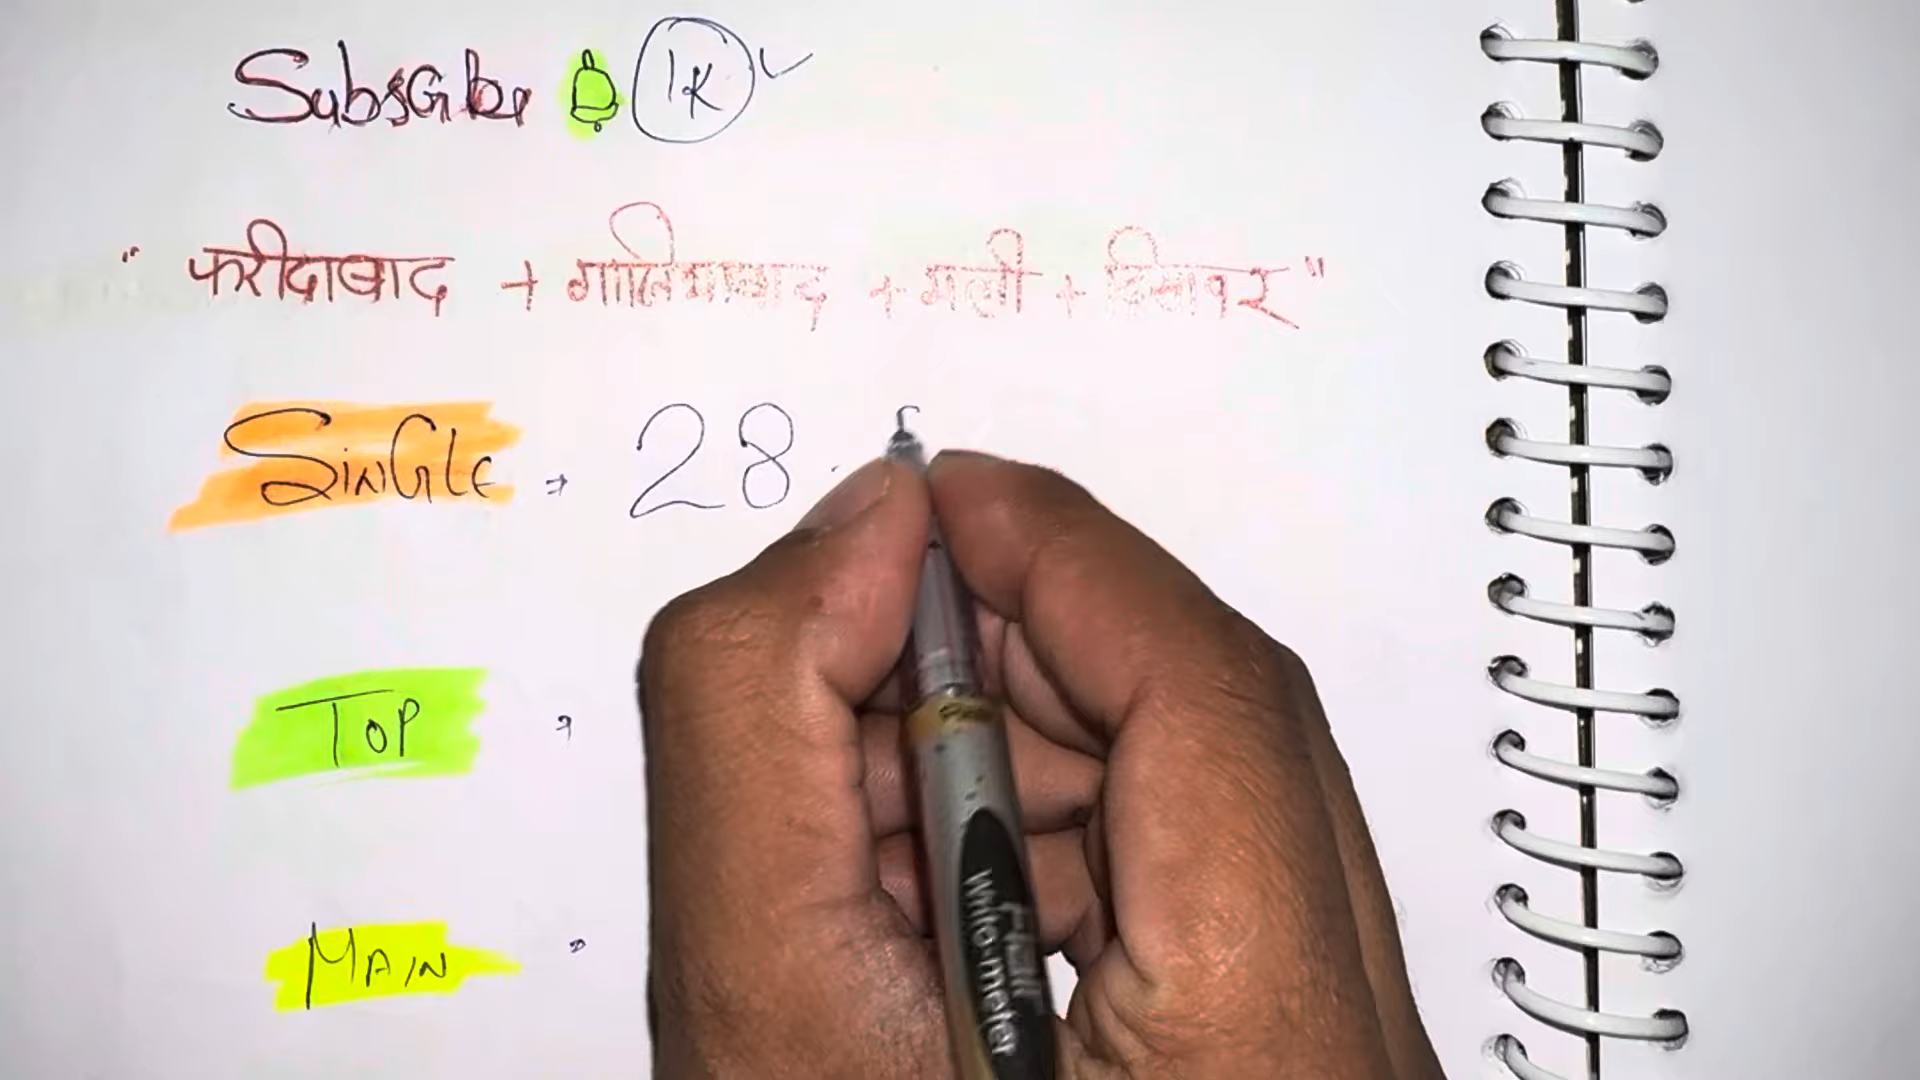 Subscribe 1K
" फरीदाबाद + गाजियाबाद + गली + दिसावर "
SINGLE → 28
TOP →
MAIN
Flair
Writo-meter